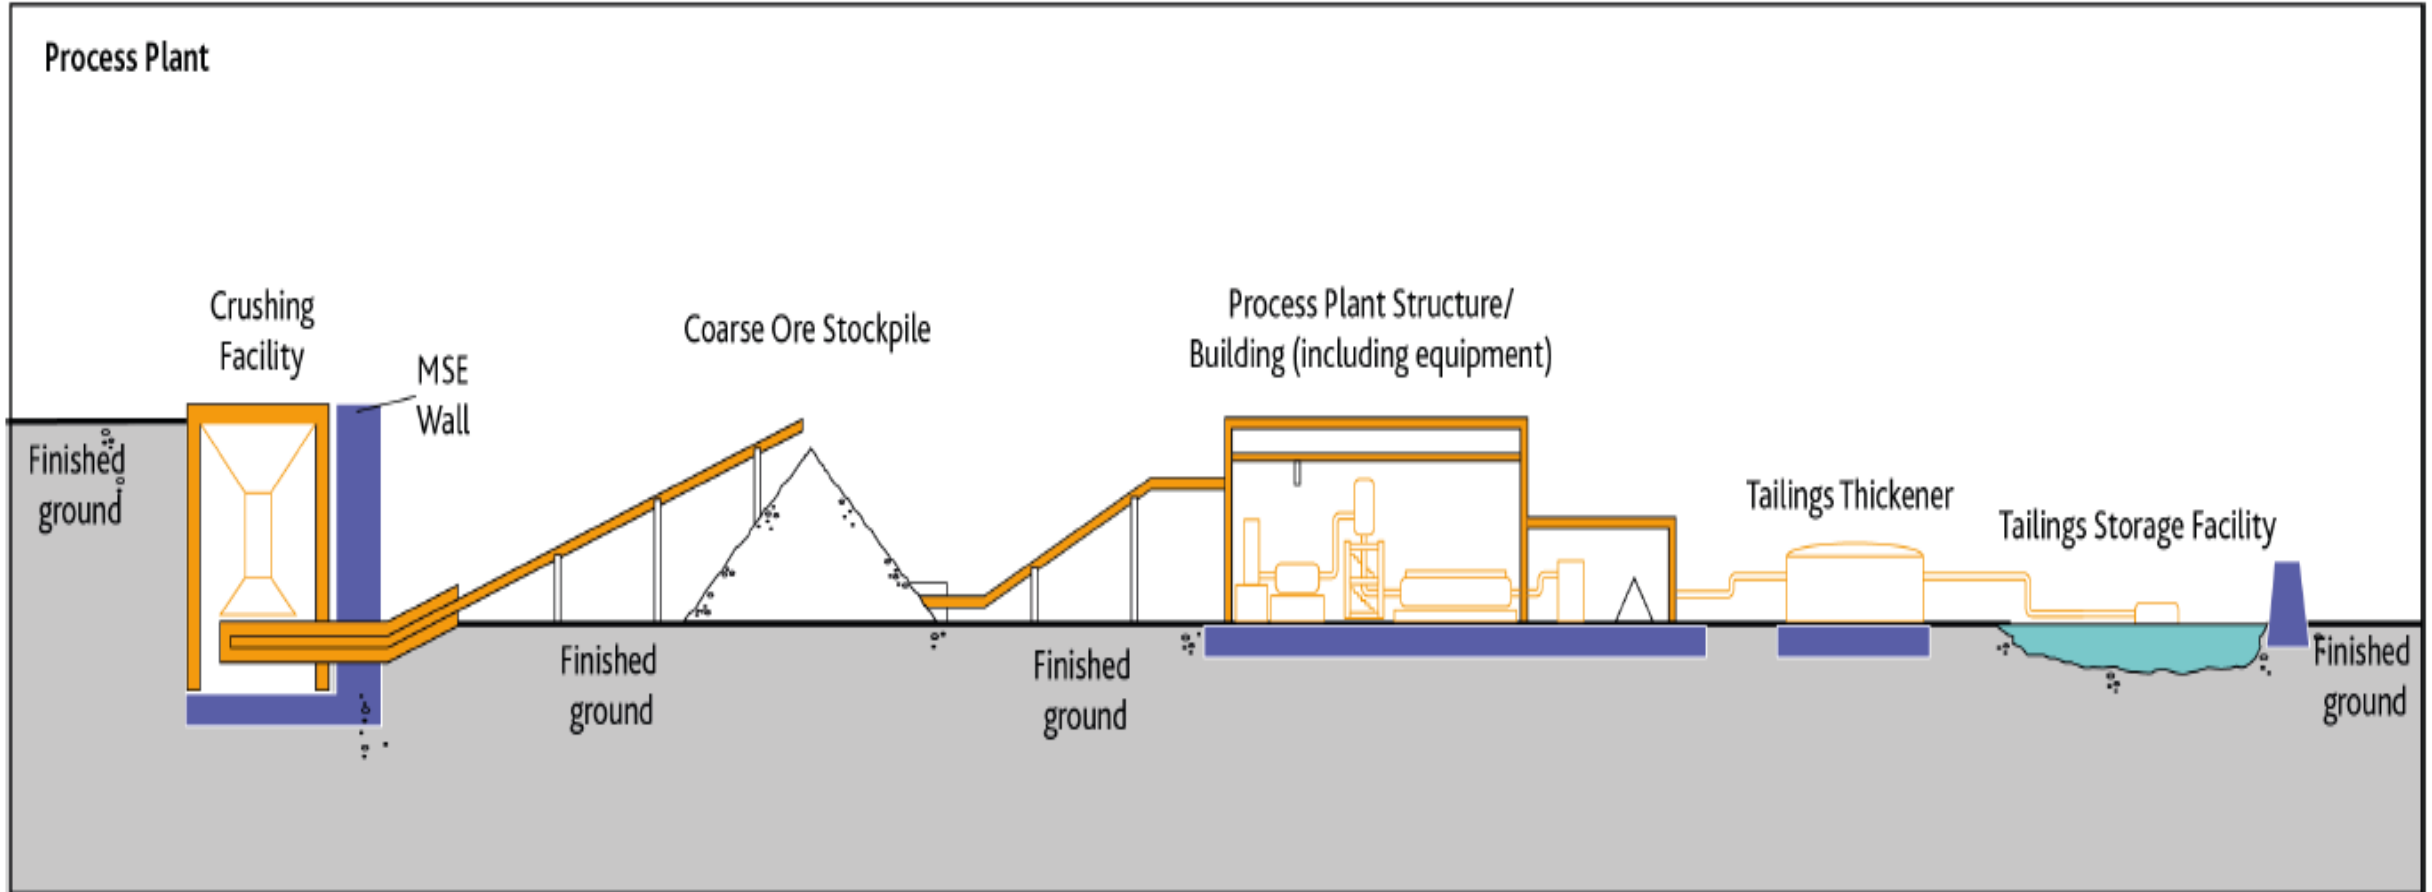 Process Plant
Crushing
Facility
MSE
Wall
Coarse Ore Stockpile
Process Plant Structure/
Building (including equipment)
Tailings Thickener
Tailings Storage Facility
Finished
ground
Finished
ground
Finished
ground
Finished
ground